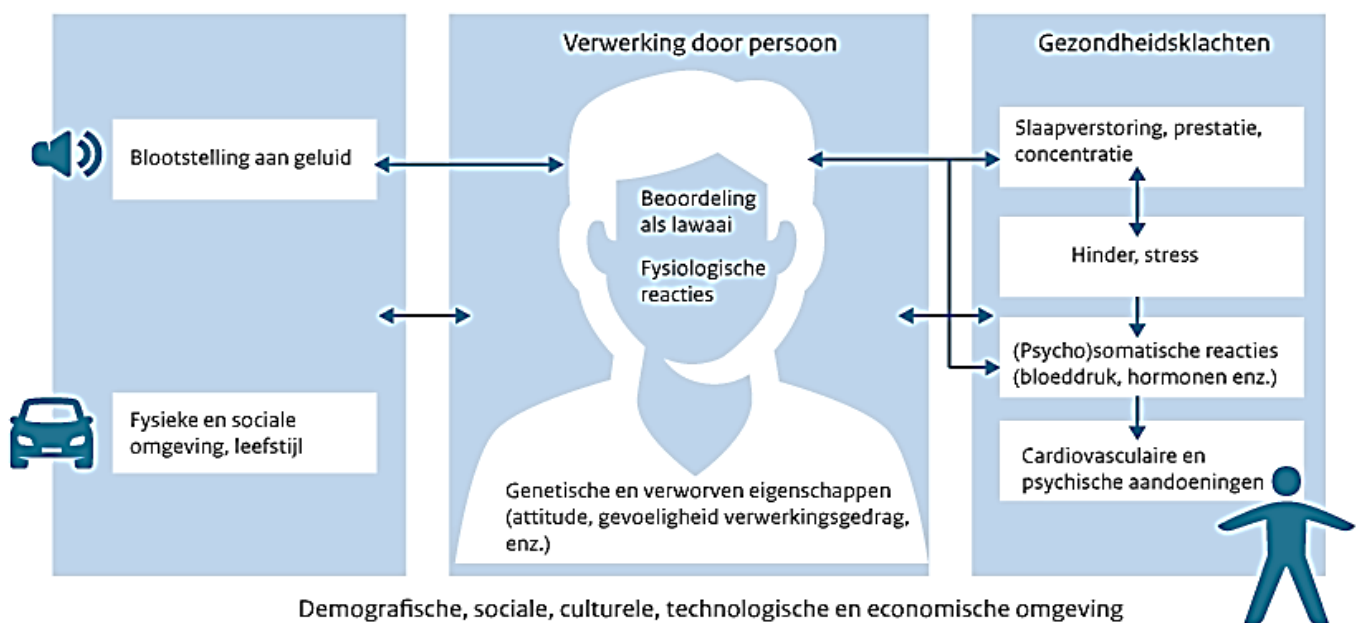 Verwerking door persoon
Gezondheidsklachten
Blootstelling aan geluid
Fysieke en sociale
omgeving, leefstijl
Beoordeling
als lawaai
Fysiologische
reacties
Genetische en verworven eigenschappen
(attitude, gevoeligheid verwerkingsgedrag,
enz.)
Slaapverstoring, prestatie,
concentratie
Hinder, stress
(Psycho)somatische reacties
(bloeddruk, hormonen enz.)
Cardiovasculaire en
psychische aandoeningen
Demografische, sociale, culturele, technologische en economische omgeving